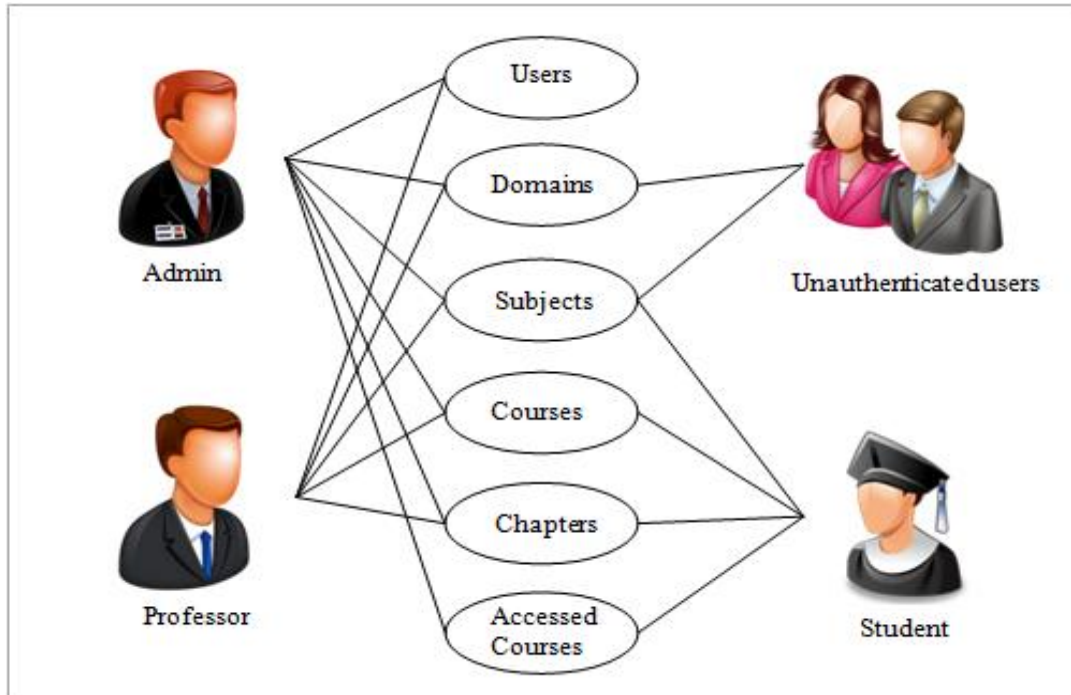 Users
Domains
Admin
Subjects
Unauthenticatedusers
Courses
Chapters
Professor
Accessed
Courses
Student